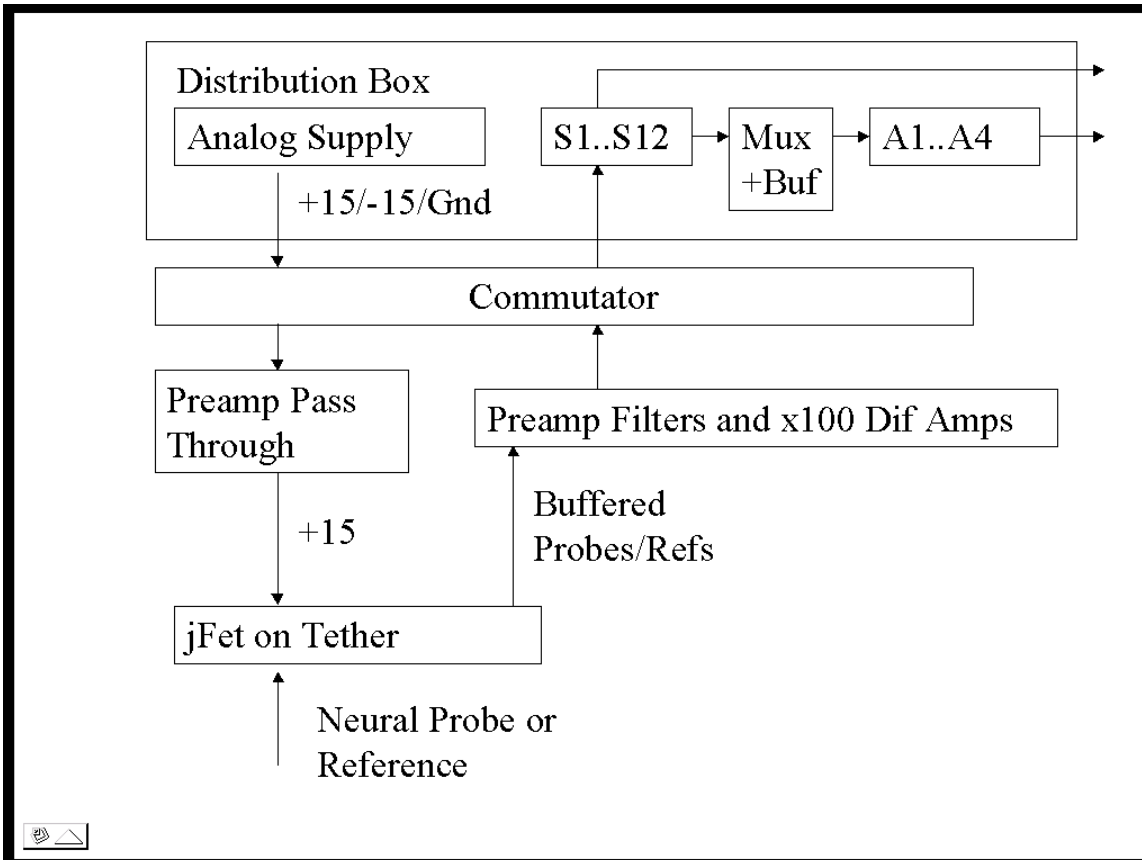 Distribution Box
Analog Supply
S1..S12
Mux
+Buf
A1..A4
+15/-15/Gnd
Commutator
Preamp Pass
Through
Preamp Filters and x100 Dif Amps
+15
Buffered
Probes/Refs
jFet on Tether
Neural Probe or
Reference